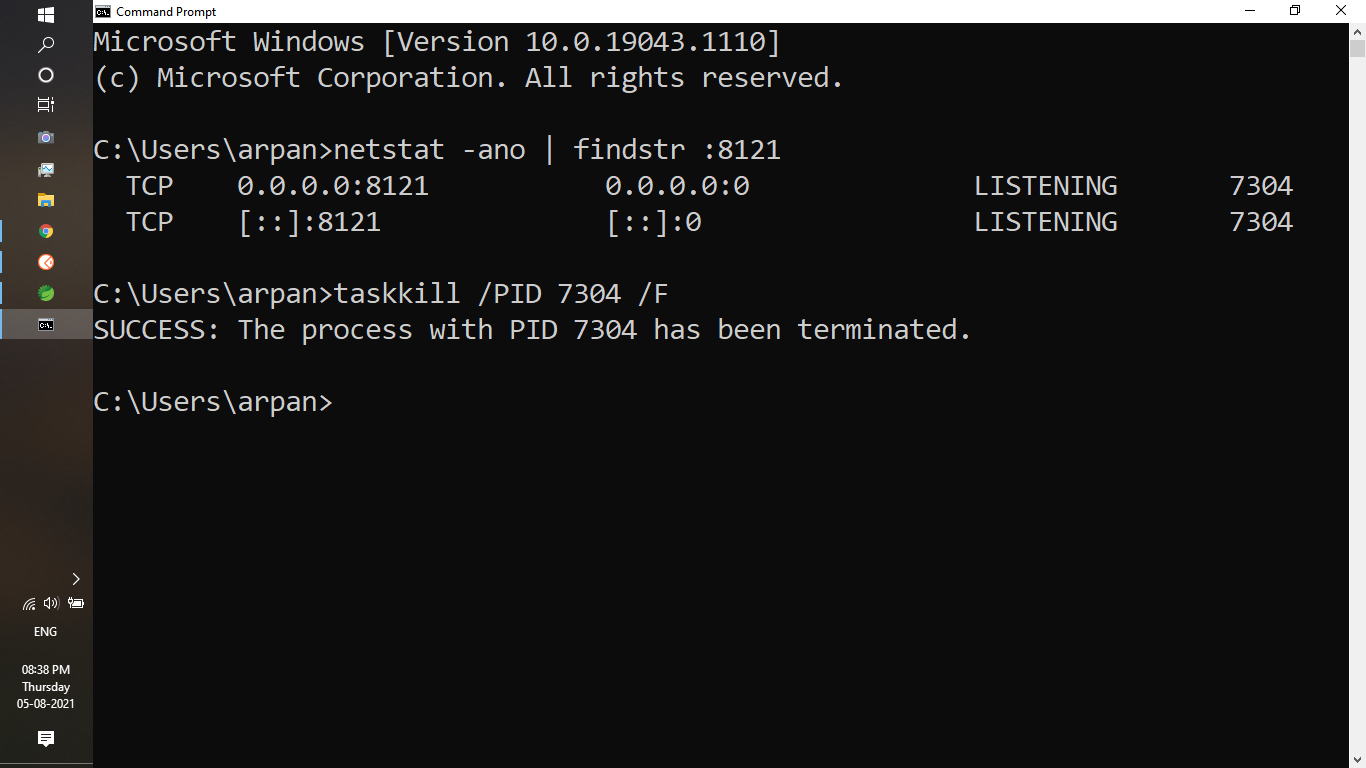 Command Prompt
Microsoft Windows [Version 10.0.19043.1110]
(c) Microsoft Corporation. All rights reserved.
C:\Users\arpan>netstat -ano | findstr :8121
TCP 0.0.0.0:8121 0.0.0.0:0 LISTENING 7304
TCP [::]:8121 [::]:0 LISTENING 7304
C:\Users\arpan>taskkill /PID 7304 /F
SUCCESS: The process with PID 7304 has been terminated.
C:\Users\arpan>
ENG
08:38 PM
Thursday
05-08-2021